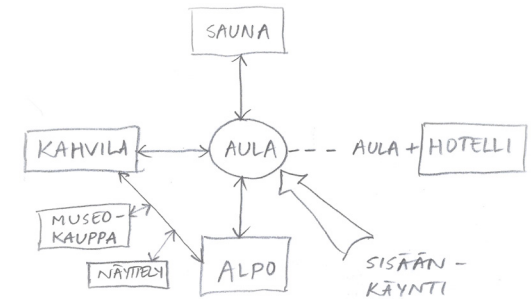 SAUNA
KAHVILA
AULA
AULA + HOTELLI
MUSEO-
KAUPPA
NÄYTTELY
ALPO
SISÄÄN-
KÄYNTI